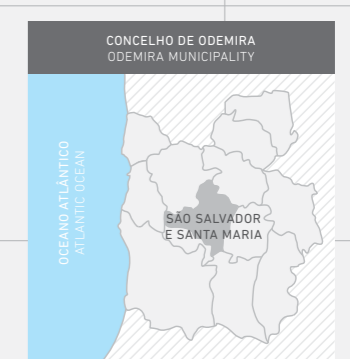 CONCELHO DE ODEMIRA
ODEMIRA MUNICIPALITY
OCEANO ATLÂNTICO
ATLANTIC OCEAN
SÃO SALVADOR
E SANTA MARIA